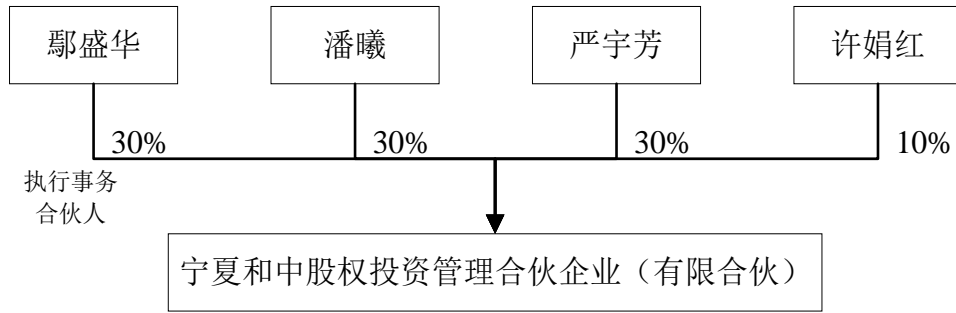 鄢盛华
潘曦
严宇芳
许娟红
30%
30%
30%
10%
执行事务
合伙人
宁夏和中股权投资管理合伙企业（有限合伙）